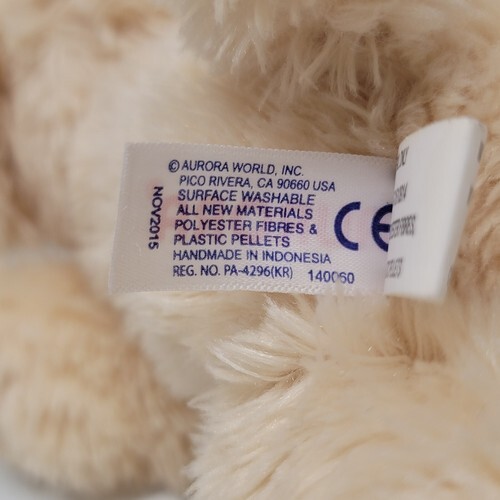 © AURORA WORLD, INC.
PICO RIVERA, CA 90660 USA
SURFACE WASHABLE
ALL NEW MATERIALS
POLYESTER FIBRES &
PLASTIC PELLETS
HANDMADE IN INDONESIA
REG. NO. PA-4296(KR) 140060
NOV2015
CE